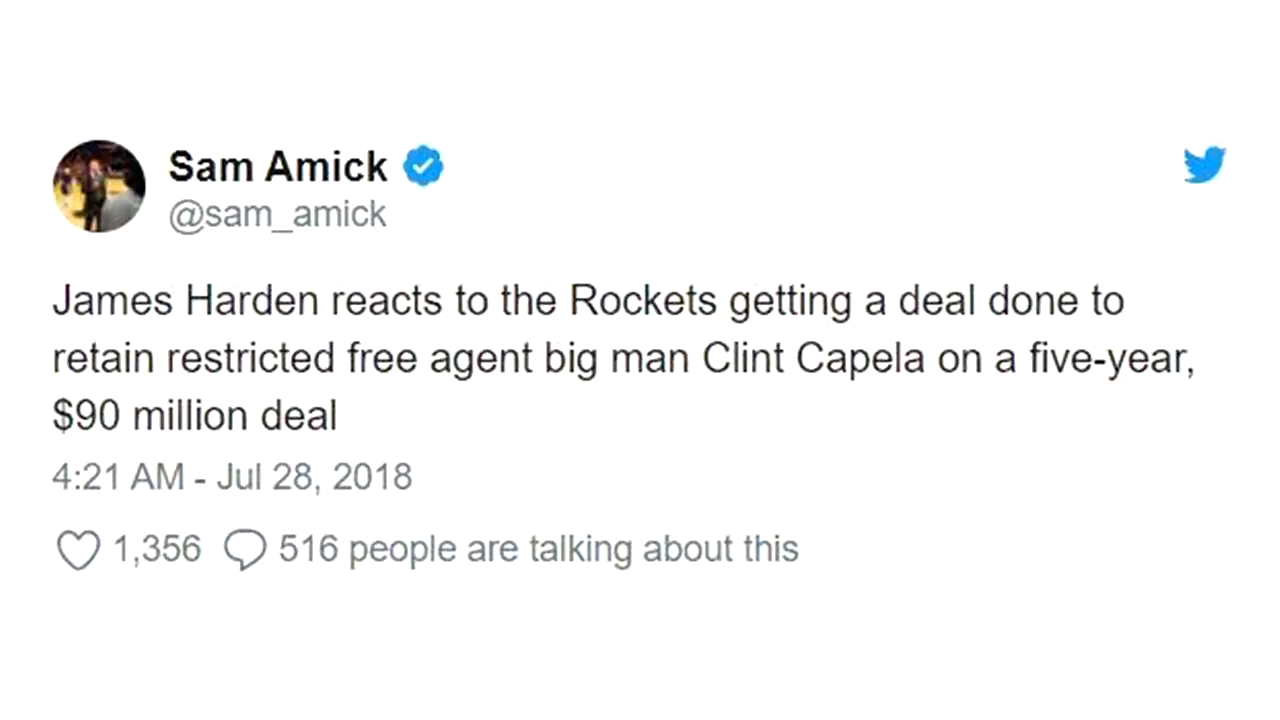 Sam Amick
@sam_amick
James Harden reacts to the Rockets getting a deal done to
retain restricted free agent big man Clint Capela on a five-year,
$90 million deal
4:21 AM - Jul 28, 2018
1,356 516 people are talking about this